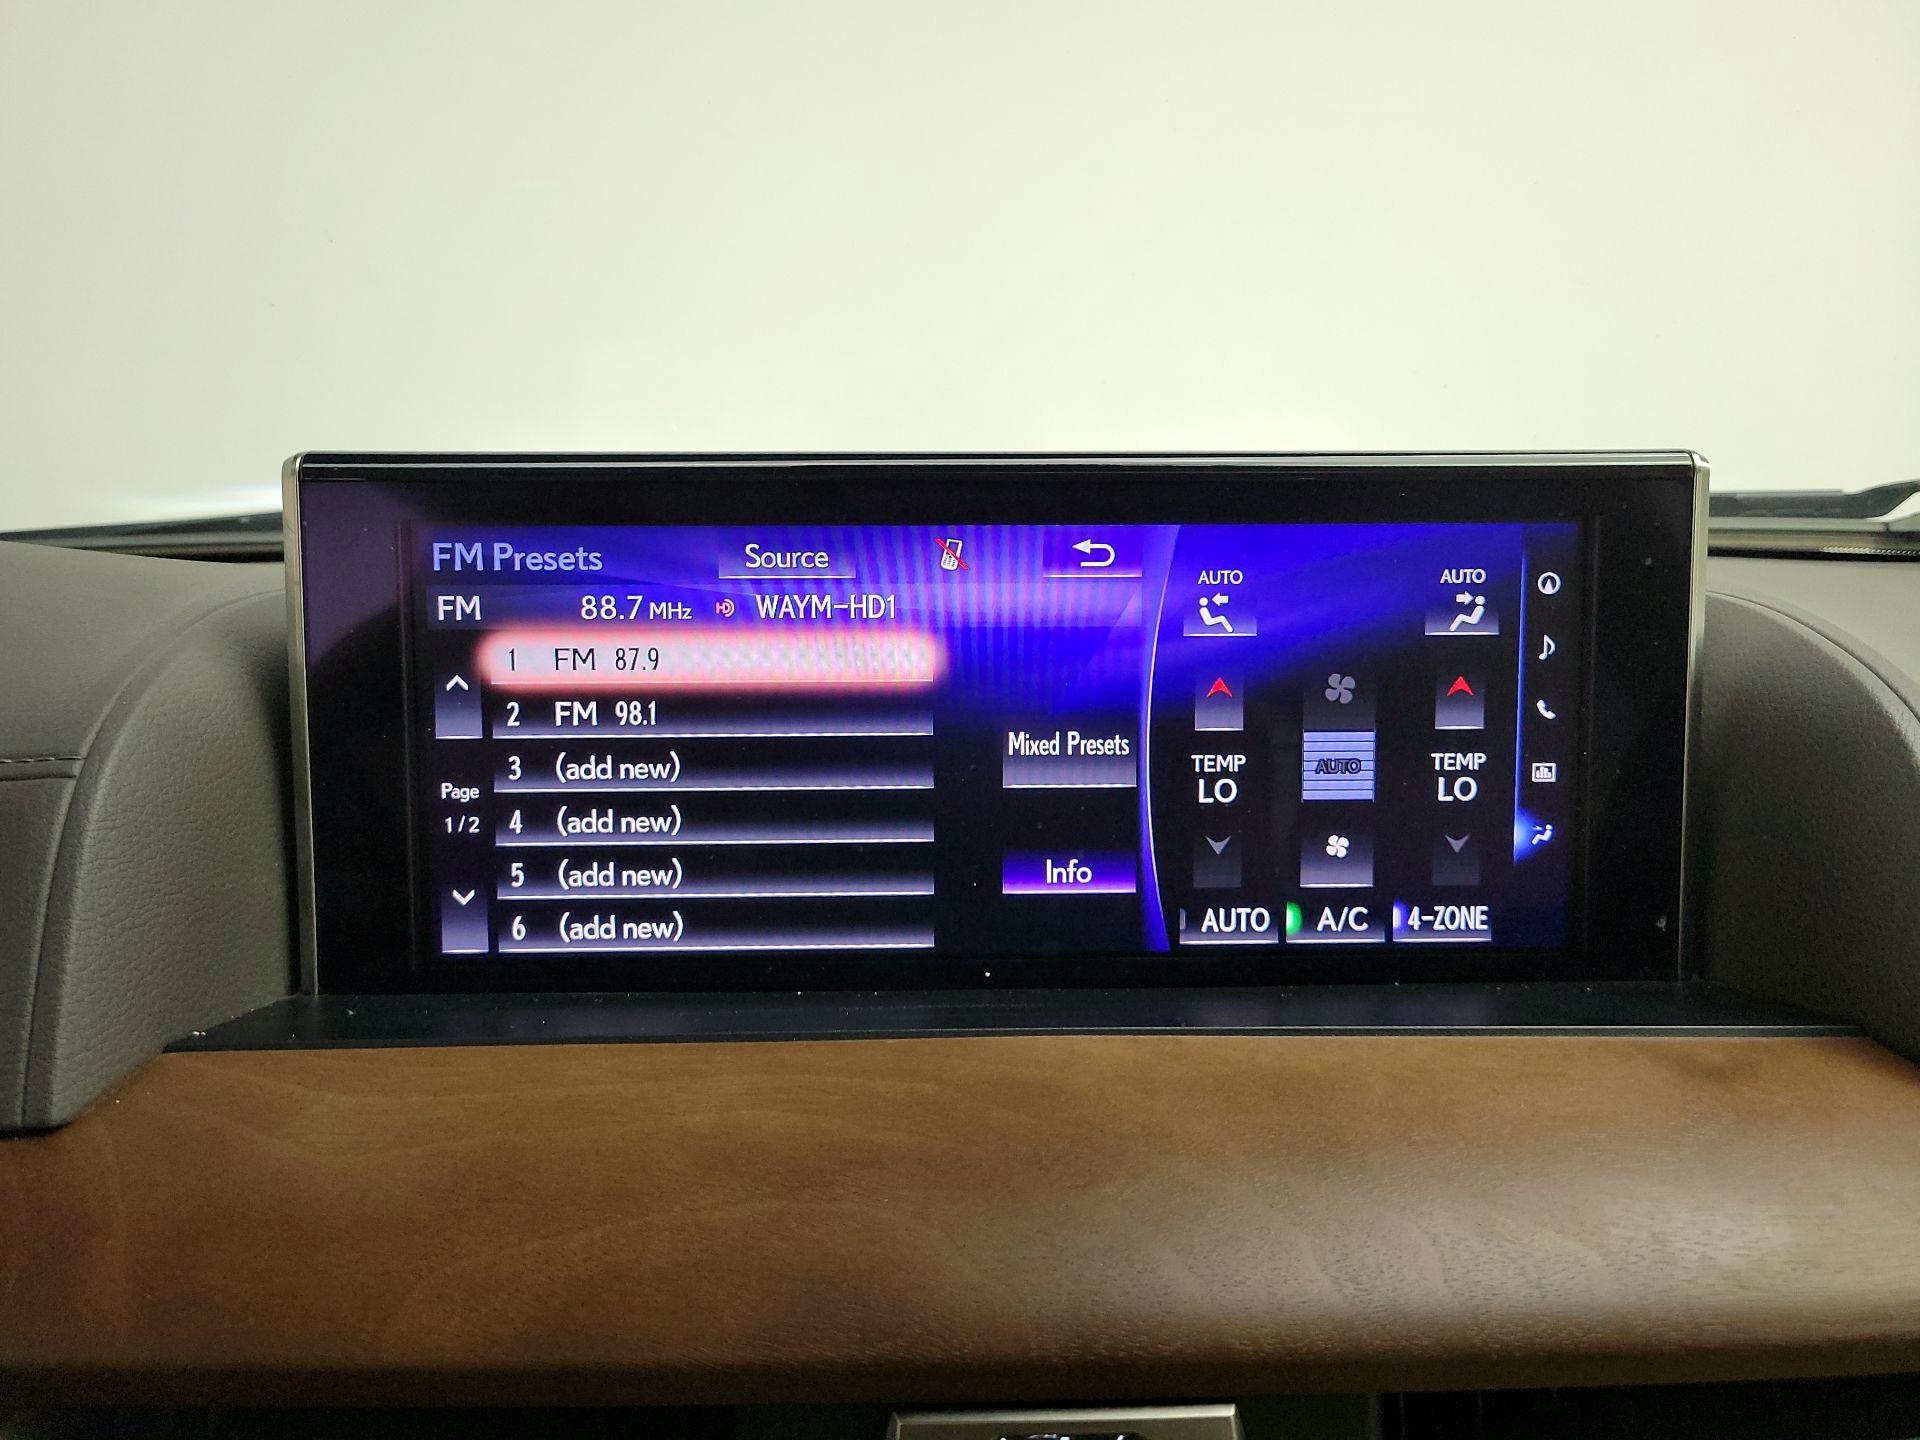 FM Presets
Source
FM 88.7 MHz HD WAYM-HD1
1 FM 87.9
2 FM 98.1
3 (add new)
4 (add new)
5 (add new)
6 (add new)
Page
1/2
Mixed Presets
Info
AUTO
AUTO
TEMP
LO
AUTO
TEMP
LO
AUTO
A/C
4-ZONE